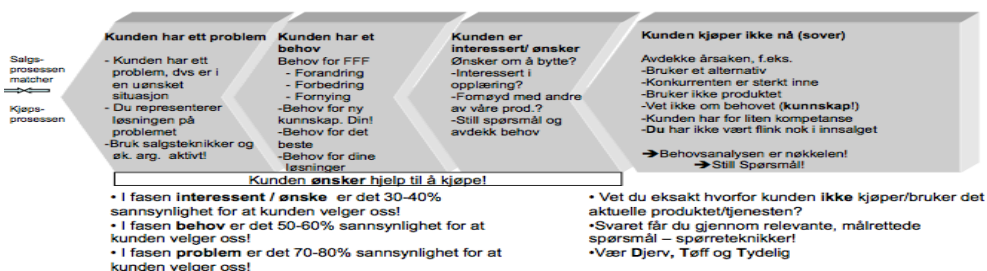 Salgs-
prosessen
matcher
Kjøps-
prosessen
Kunden har ett problem
- Kunden har ett
problem, dvs er i
en uønsket
situasjon
- Du representerer
løsningen på
problemet
-Bruk salgsteknikker og
øk. arg. aktivt!
Kunden har et
behov
Behov for FFF
- Forandring
- Forbedring
- Fornying
-Behov for ny
kunnskap. Din!
-Behov for det
beste
-Behov for dine
løsninger
Kunden er
interessert/ ønsker
Ønsker om å bytte?
-Interessert i
opplæring?
-Fornøyd med andre
av våre prod.?
-Still spørsmål og
avdekk behov
Kunden kjøper ikke nå (sover)
Avdekke årsaken, f.eks.
-Bruker et alternativ
-Konkurrenten er sterkt inne
-Bruker ikke produktet
-Vet ikke om behovet (kunnskap!)
-Kunden har for liten kompetanse
-Du har ikke vært flink nok i innsalget
➔Behovsanalysen er nøkkelen!
➔Still Spørsmål!
Kunden ønsker hjelp til å kjøpe!
• I fasen interessent / ønske er det 30-40%
sannsynlighet for at kunden velger oss!
• I fasen behov er det 50-60% sannsynlighet for at
kunden velger oss!
• I fasen problem er det 70-80% sannsynlighet for at
kunden velger oss!
• Vet du eksakt hvorfor kunden ikke kjøper/bruker det
aktuelle produktet/tjenesten?
•Svaret får du gjennom relevante, målrettede
spørsmål – spørreteknikker!
•Vær Djerv, Tøff og Tydelig